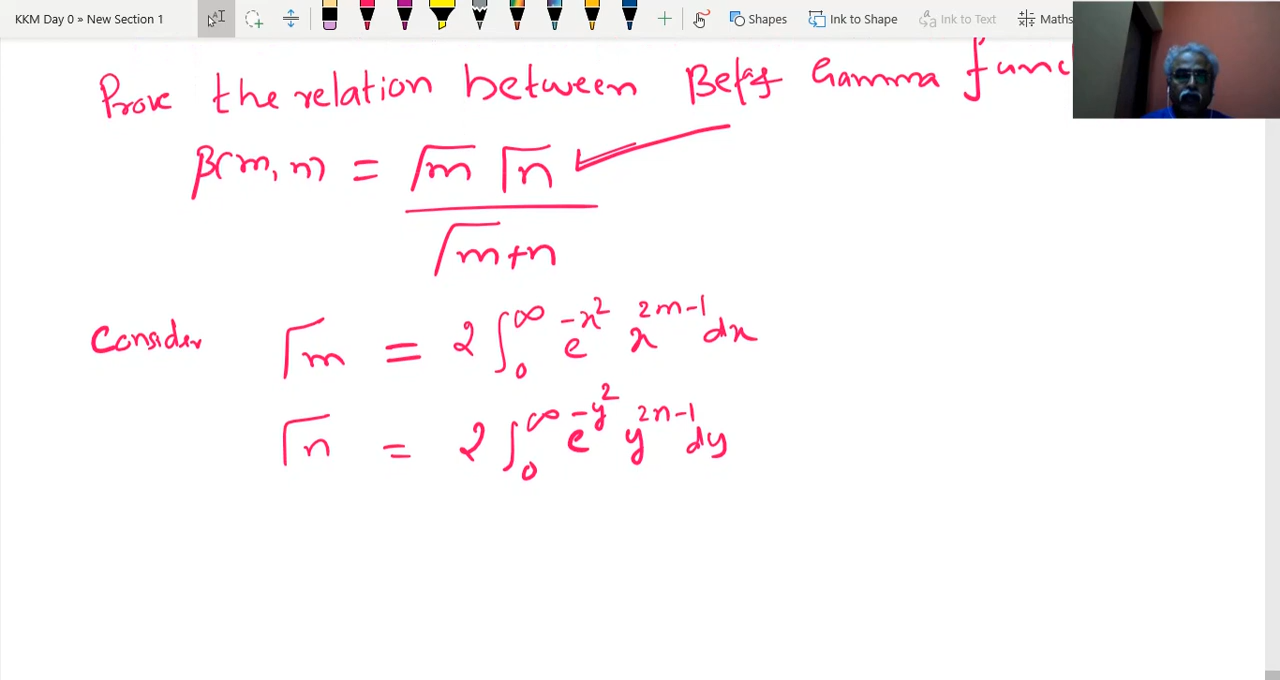 KKM Day 0 » New Section 1
Shapes Ink to Shape Ink to Text Maths
Prove the relation between Beta & Gamma func
β(m, n) = Γm Γn
Γm+n
Consider Γm = 2 ∫₀^∞ e^-x² x^2m-1 dx
Γn = 2 ∫₀^∞ e^-y² y^2n-1 dy